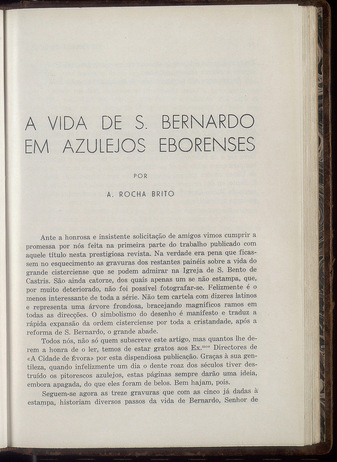 A VIDA DE S. BERNARDO
EM AZULEJOS EBORENSES
POR
A. ROCHA BRITO
Ante a honrosa e insistente solicitação de amigos vimos cumprir a
promessa por nós feita na primeira parte do trabalho publicado com
aquele título nesta prestigiosa revista. Na verdade era pena que ficas-
sem no esquecimento as gravuras dos restantes painéis sobre a vida do
grande cisterciense que se podem admirar na Igreja de S. Bento de
Castris. São ainda catorze, dos quais apenas um se não estampa, que,
por muito deteriorado, não foi possível fotografar-se. Felizmente é o
menos interessante de toda a série. Não tem cartela com dizeres latinos
e representa uma árvore frondosa, bracejando magníficos ramos em
todas as direcções. O simbolismo do desenho é manifesto e traduz a
rápida expansão da ordem cisterciense por toda a cristandade, após a
reforma de S. Bernardo, o grande abade.
Todos nós, não só quem subscreve este artigo, mas quantos lhe de-
rem a honra de o ler, temos de estar gratos aos Ex.mos Directores de
«A Cidade de Évora» por esta dispendiosa publicação. Graças à sua gen-
tileza, quando infelizmente um dia o dente roaz dos séculos tiver des-
truído os pitorescos azulejos, estas páginas sempre darão uma ideia,
embora apagada, do que eles foram de belos. Bem hajam, pois.
Seguem-se agora as treze gravuras que com as cinco já dadas à
estampa, historiam diversos passos da vida de Bernardo, Senhor de